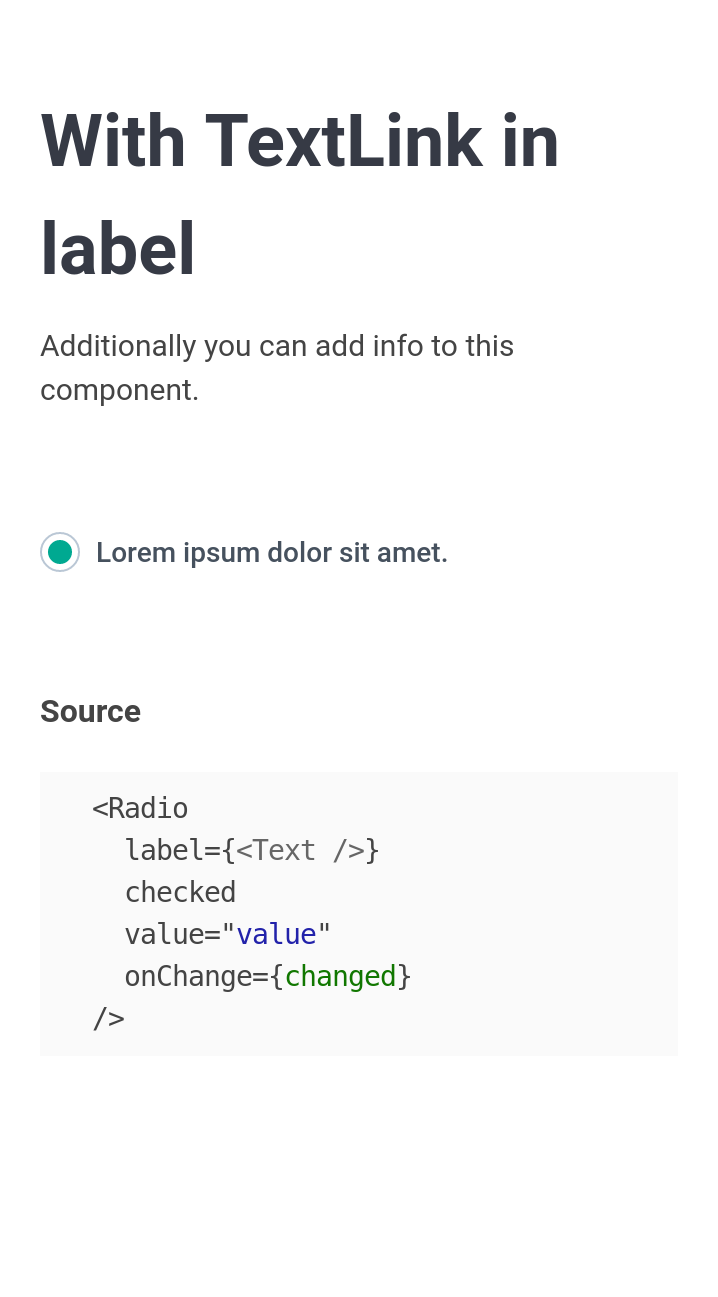 With TextLink in
label
Additionally you can add info to this
component.
Lorem ipsum dolor sit amet.
Source
<Radio
  label={<Text />}
  checked
  value="value"
  onChange={changed}
/>